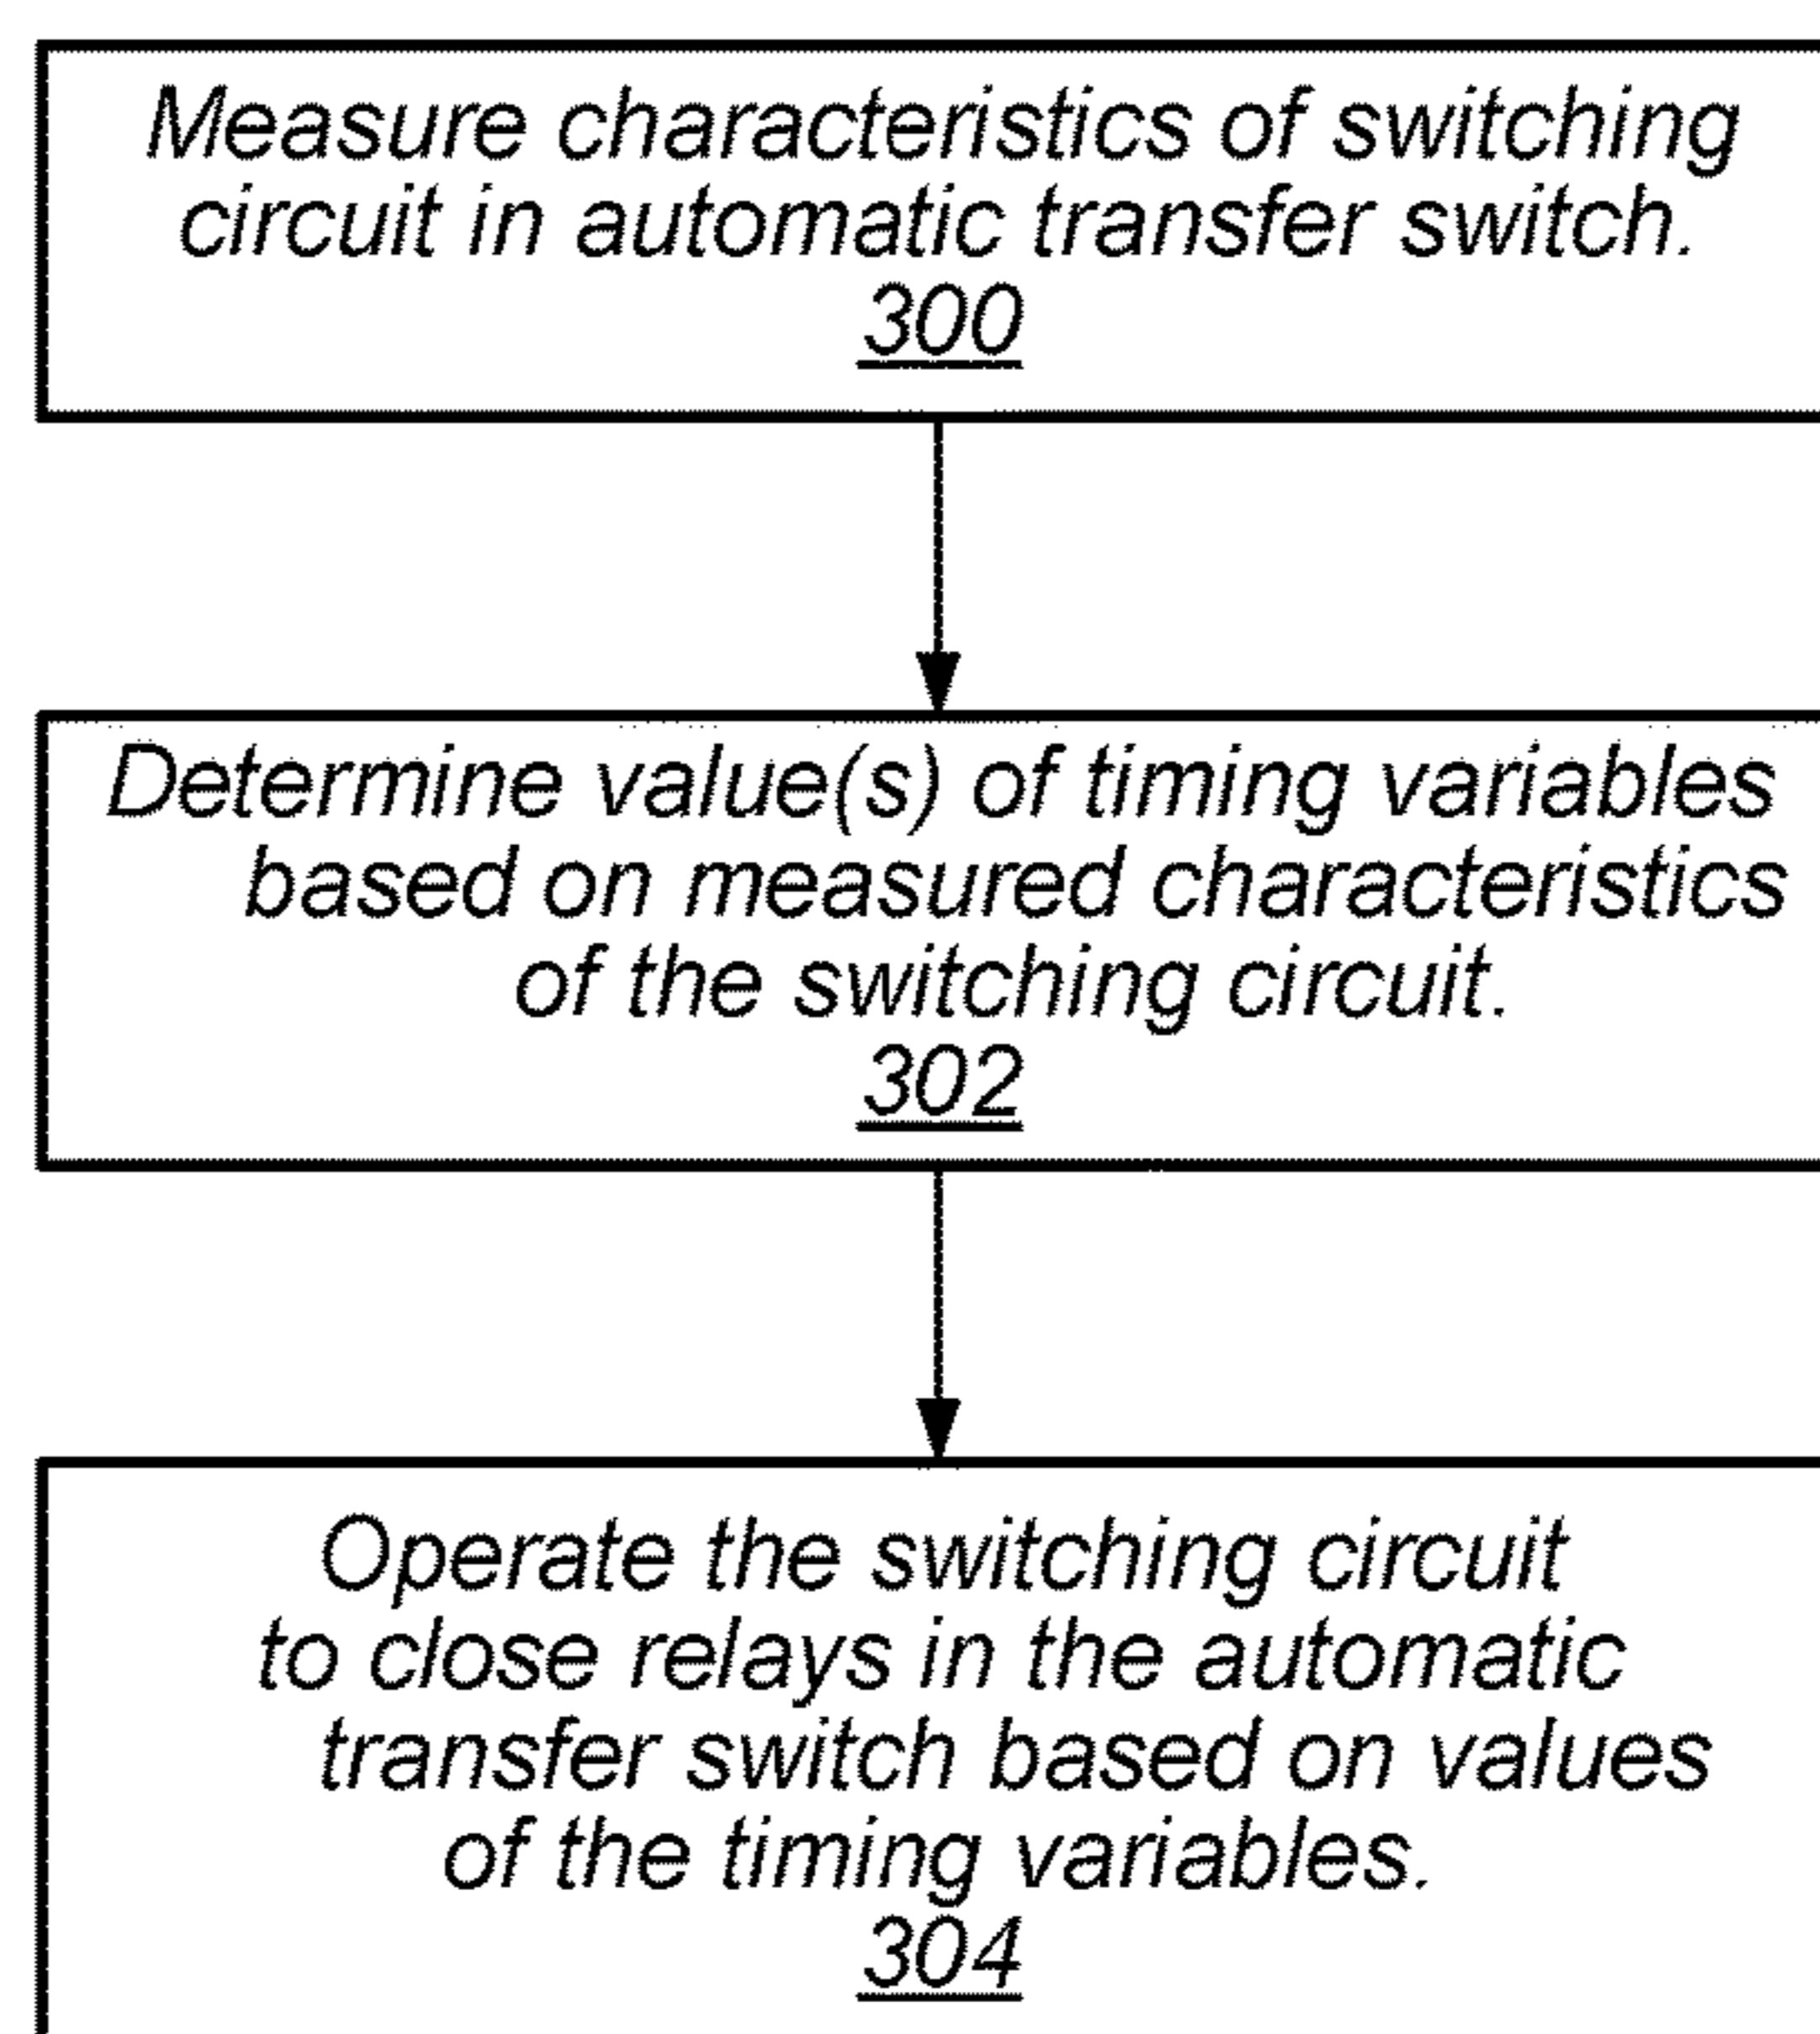 Measure characteristics of switching
circuit in automatic transfer switch.
300
Determine value(s) of timing variables
based on measured characteristics
of the switching circuit.
302
Operate the switching circuit
to close relays in the automatic
transfer switch based on values
of the timing variables.
304